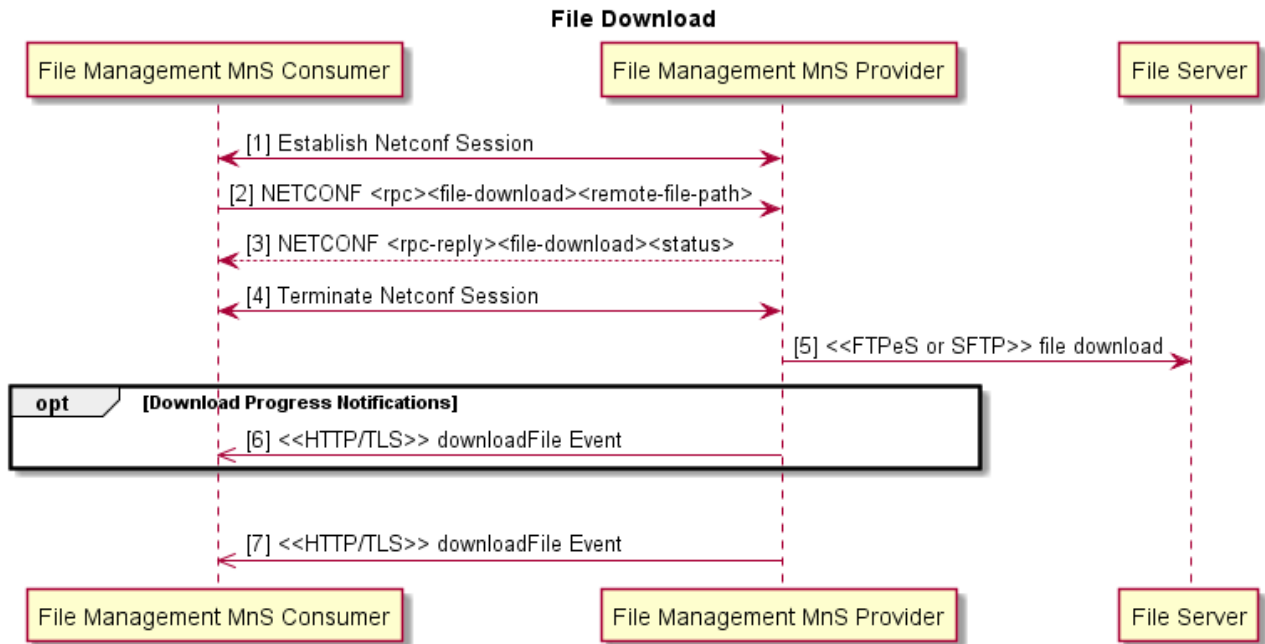 File Download
File Management MnS Consumer
File Management MnS Provider
File Server
[1] Establish Netconf Session
[2] NETCONF <rpc><file-download><remote-file-path>
[3] NETCONF <rpc-reply><file-download><status>
[4] Terminate Netconf Session
[5] <<FTPeS or SFTP>> file download
opt
[Download Progress Notifications]
[6] <<HTTP/TLS>> downloadFile Event
[7] <<HTTP/TLS>> downloadFile Event
File Management MnS Consumer
File Management MnS Provider
File Server